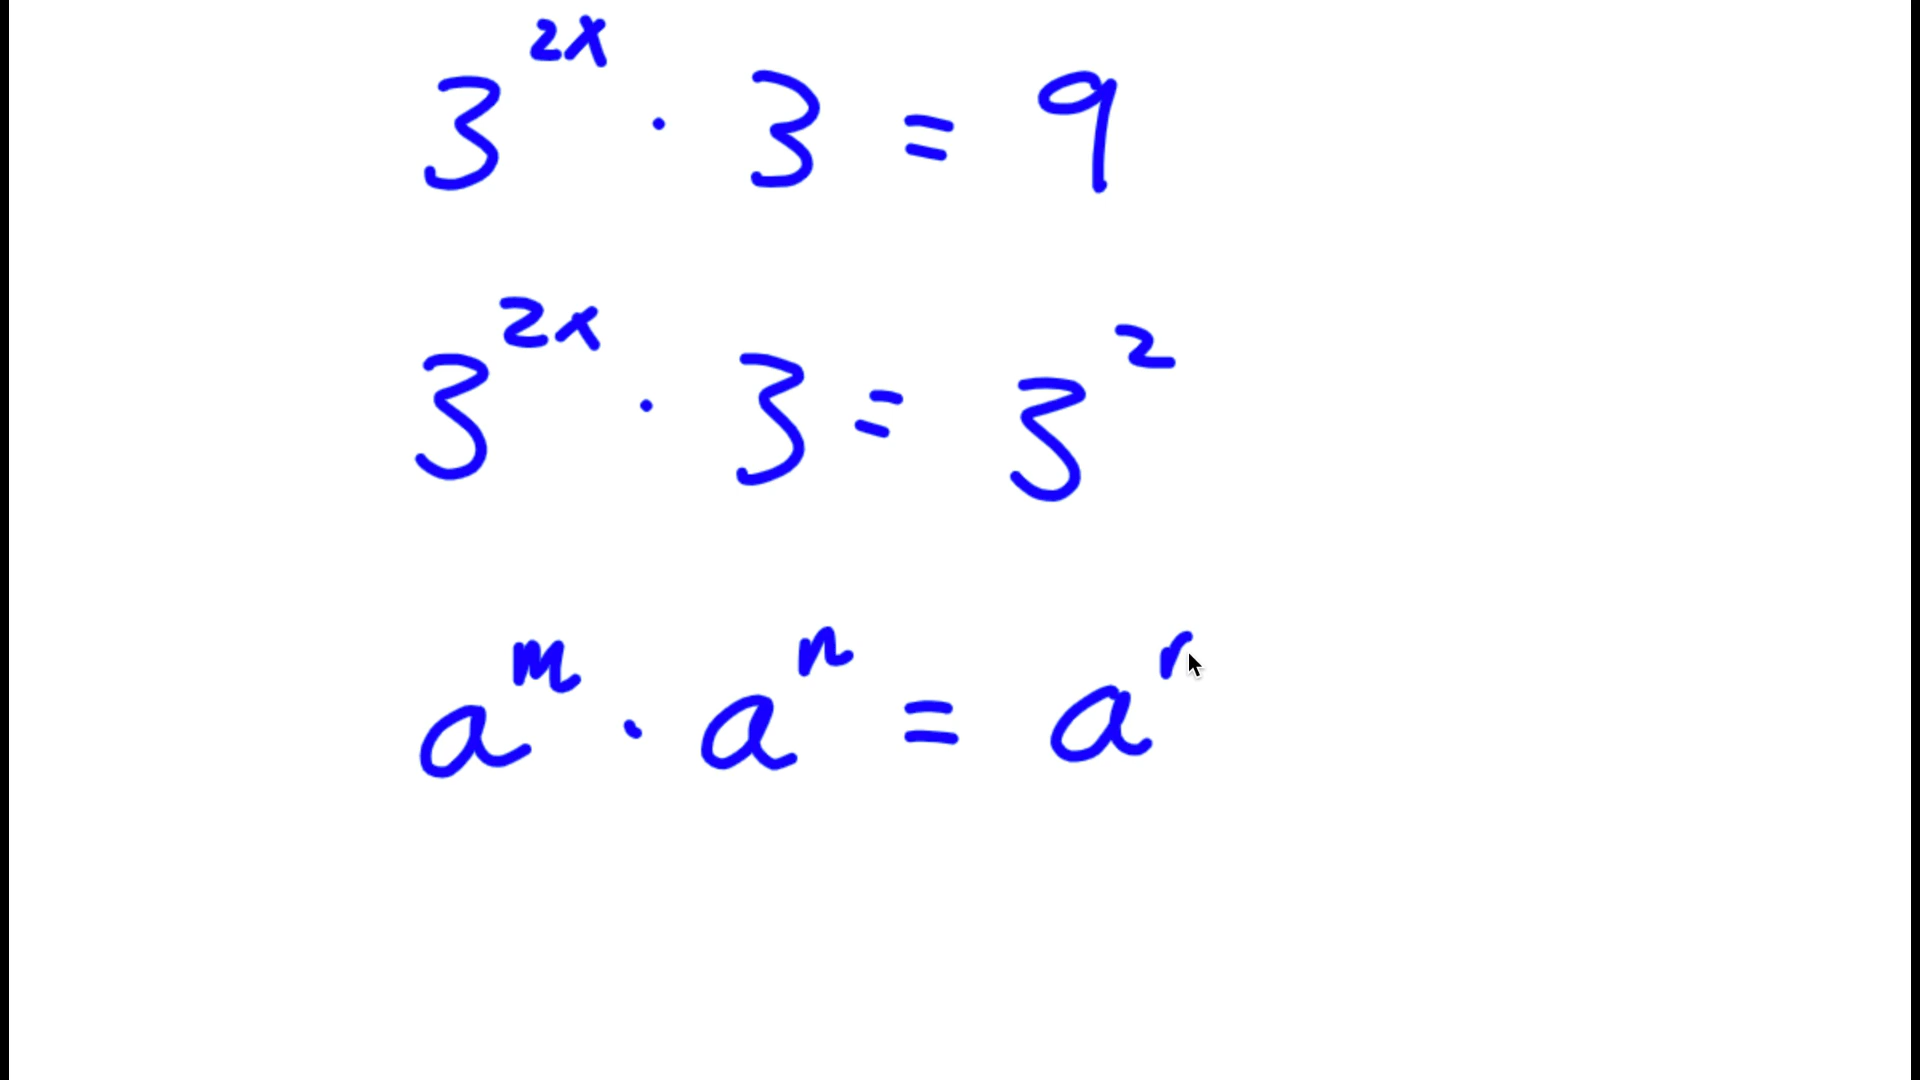 3^{2x} · 3 = 9
3^{2x} · 3 = 3^2
a^m · a^n = a^r